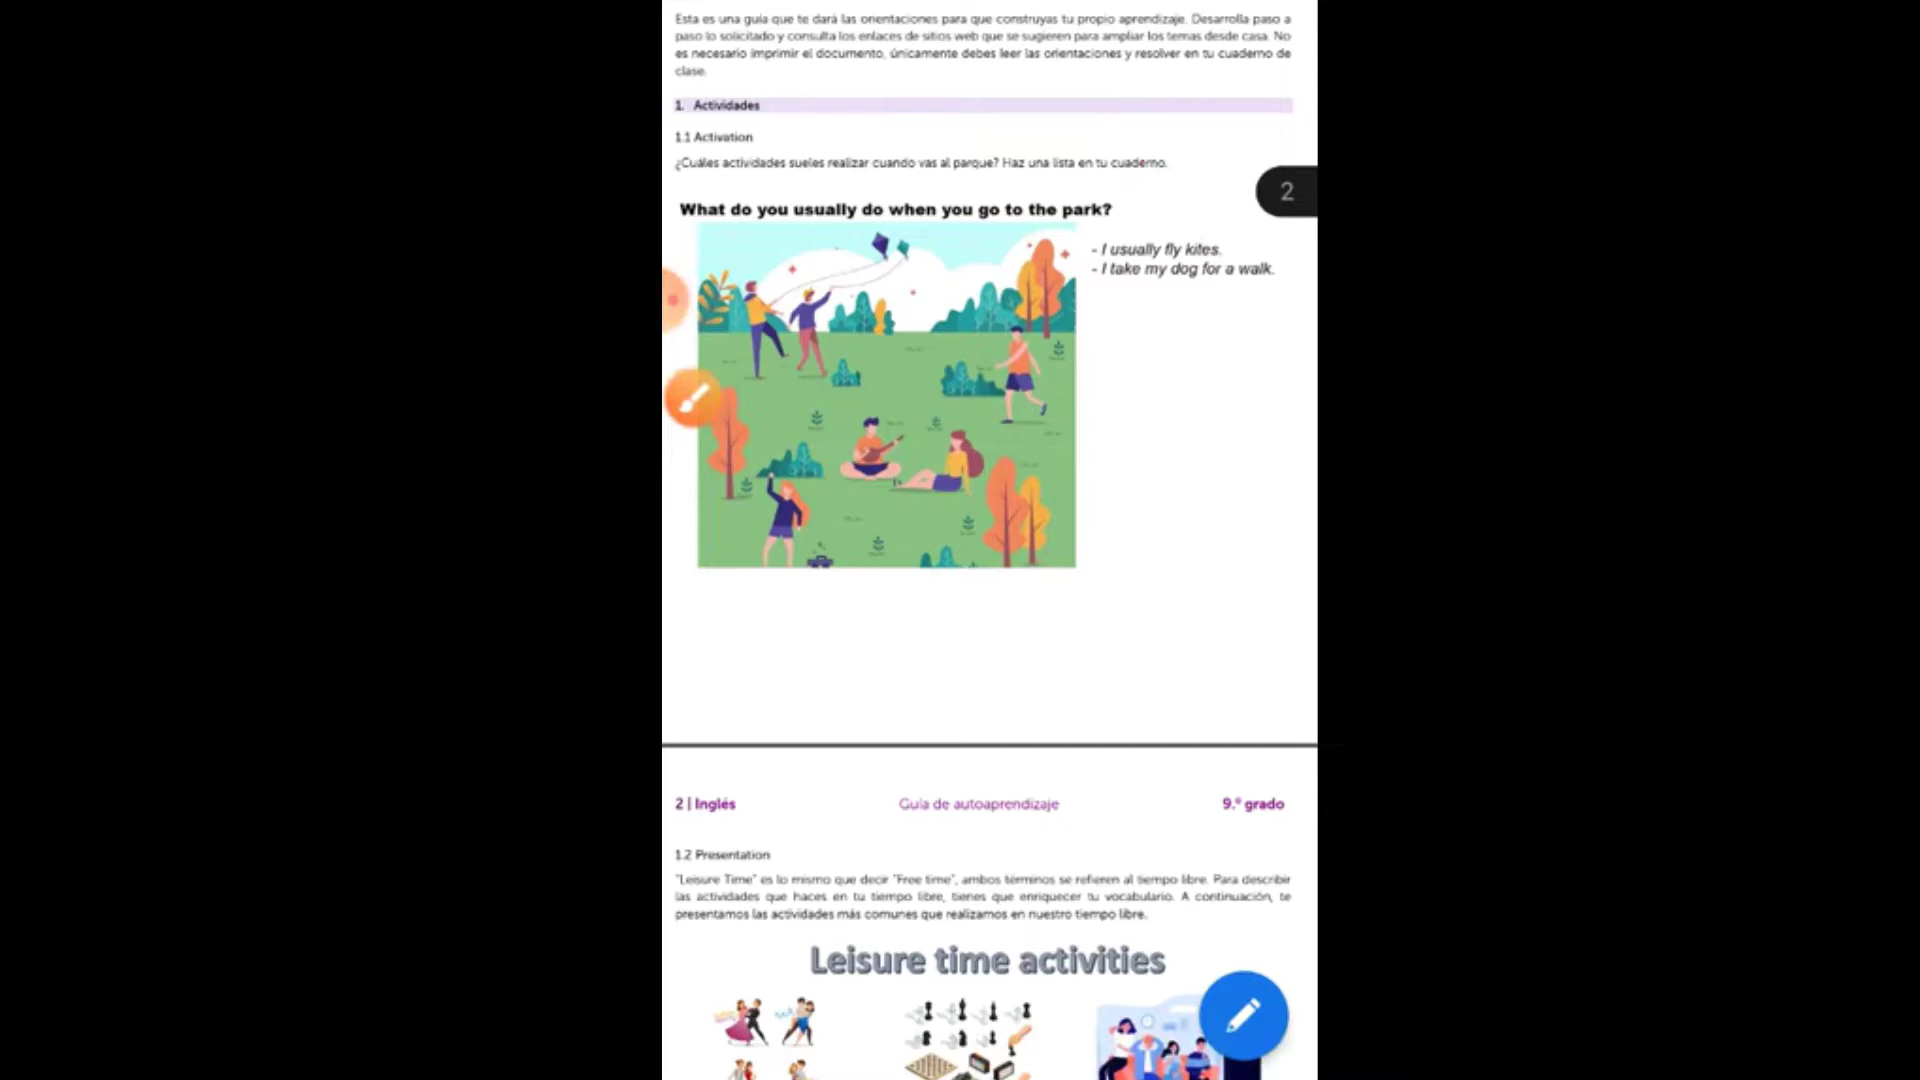 Esta es una guía que te dará las orientaciones para que construyas tu propio aprendizaje. Desarrolla paso a
paso lo solicitado y consulta los enlaces de sitios web que se sugieren para ampliar los temas desde casa. No
es necesario imprimir el documento, únicamente debes leer las orientaciones y resolver en tu cuaderno de
clase.
1. Actividades
1.1 Activation
¿Cuáles actividades sueles realizar cuando vas al parque? Haz una lista en tu cuaderno.
2
What do you usually do when you go to the park?
- I usually fly kites.
- I take my dog for a walk.
2 | Inglés Guía de autoaprendizaje 9.º grado
1.2 Presentation
"Leisure Time" es lo mismo que decir "Free time", ambos términos se refieren al tiempo libre. Para describir
las actividades que haces en tu tiempo libre, tienes que enriquecer tu vocabulario. A continuación, te
presentamos las actividades más comunes que realizamos en nuestro tiempo libre.
Leisure time activities